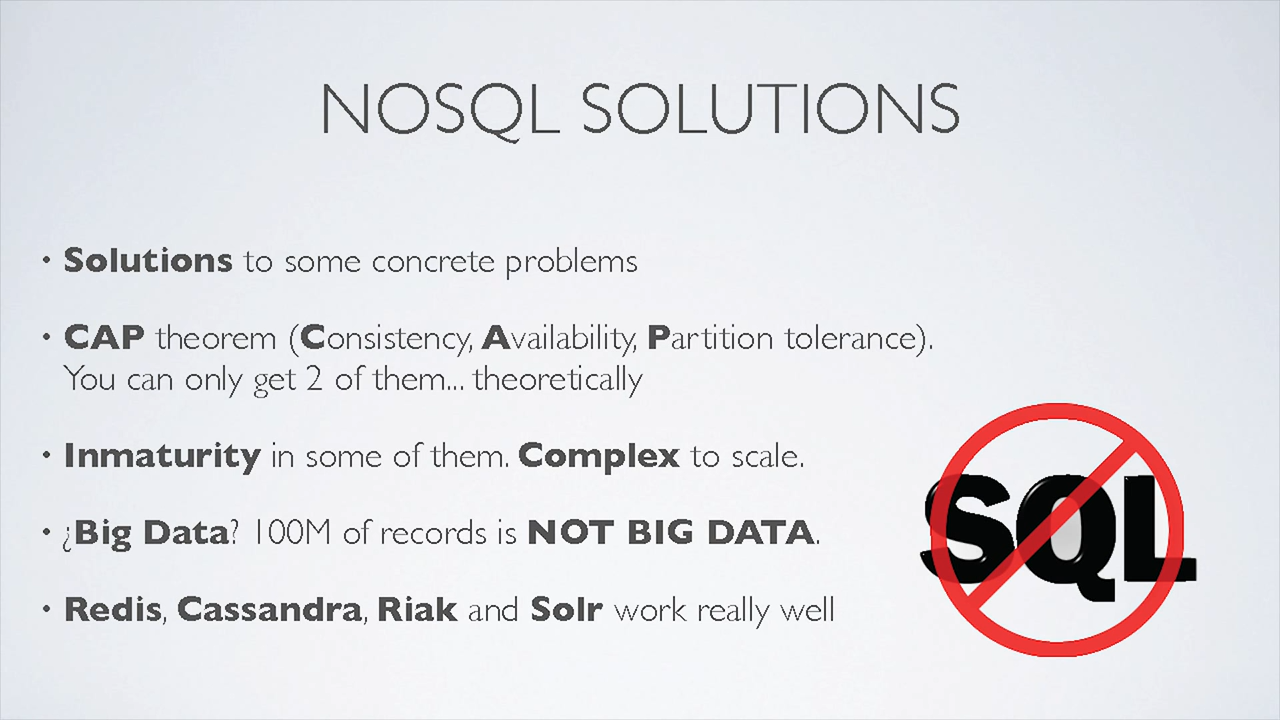 NOSQL SOLUTIONS
• Solutions to some concrete problems
• CAP theorem (Consistency, Availability, Partition tolerance).
You can only get 2 of them... theoretically
• Inmaturity in some of them. Complex to scale.
• ¿Big Data? 100M of records is NOT BIG DATA.
• Redis, Cassandra, Riak and Solr work really well
SQL